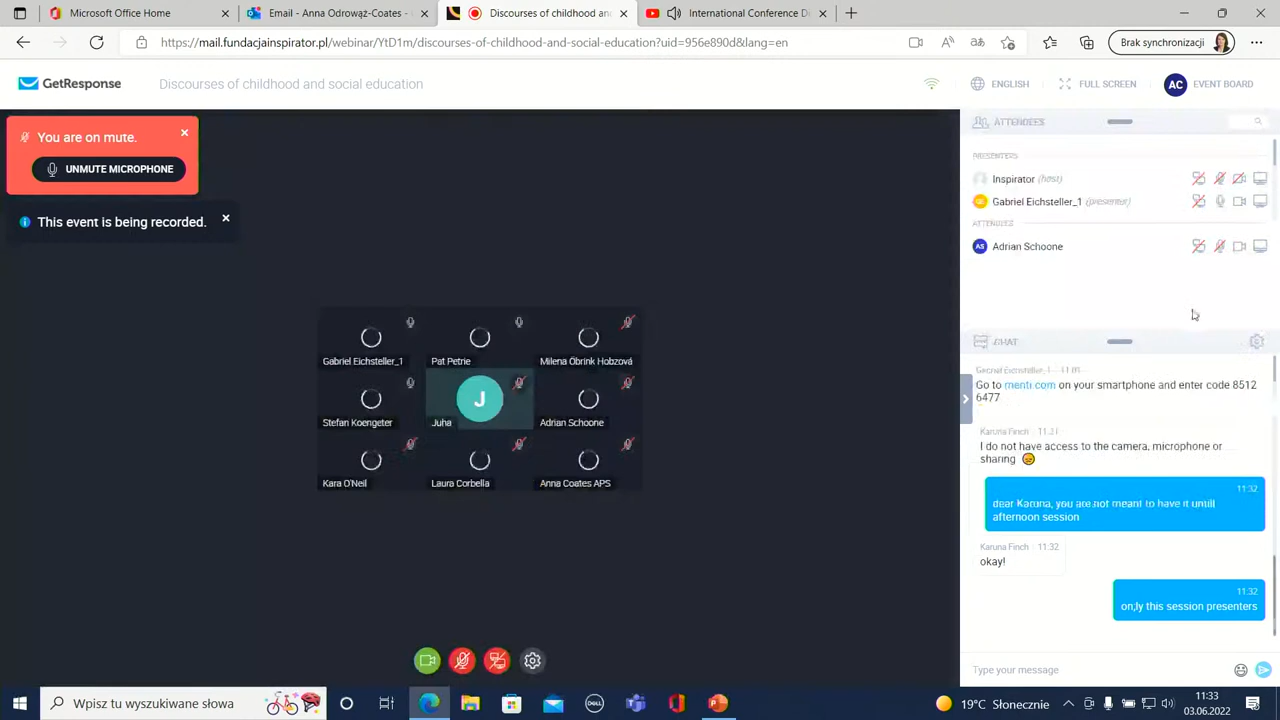 Microsoft Office Home
Email - Anna Odrowąż-Coates -
Discourses of childhood and
International Conference D
https://mail.fundacjainspirator.pl/webinar/YtD1m/discourses-of-childhood-and-social-education?uid=956e890d&lang=en
Brak synchronizacji
GetResponse
Discourses of childhood and social education
ENGLISH
FULL SCREEN
AC
EVENT BOARD
You are on mute.
UNMUTE MICROPHONE
This event is being recorded.
ATTENDEES
PRESENTERS
Inspirator (host)
Gabriel Eichsteller_1 (presenter)
ATTENDEES
AS Adrian Schoone
Gabriel Eichsteller_1
Pat Petrie
Milena Öbrink Hobzová
Stefan Koengeter
J
Juha
Adrian Schoone
Kara O'Neil
Laura Corbella
Anna Coates APS
CHAT
Gabriel Eichsteller_1
Go to menti.com on your smartphone and enter code 8512
6477
Karuna Finch 11:31
I do not have access to the camera, microphone or
sharing
11:32
dear Karuna, you are not meant to have it untill
afternoon session
Karuna Finch 11:32
okay!
11:32
on;ly this session presenters
Type your message
Wpisz tu wyszukiwane słowa
DELL
19°C Słonecznie
11:33
03.06.2022